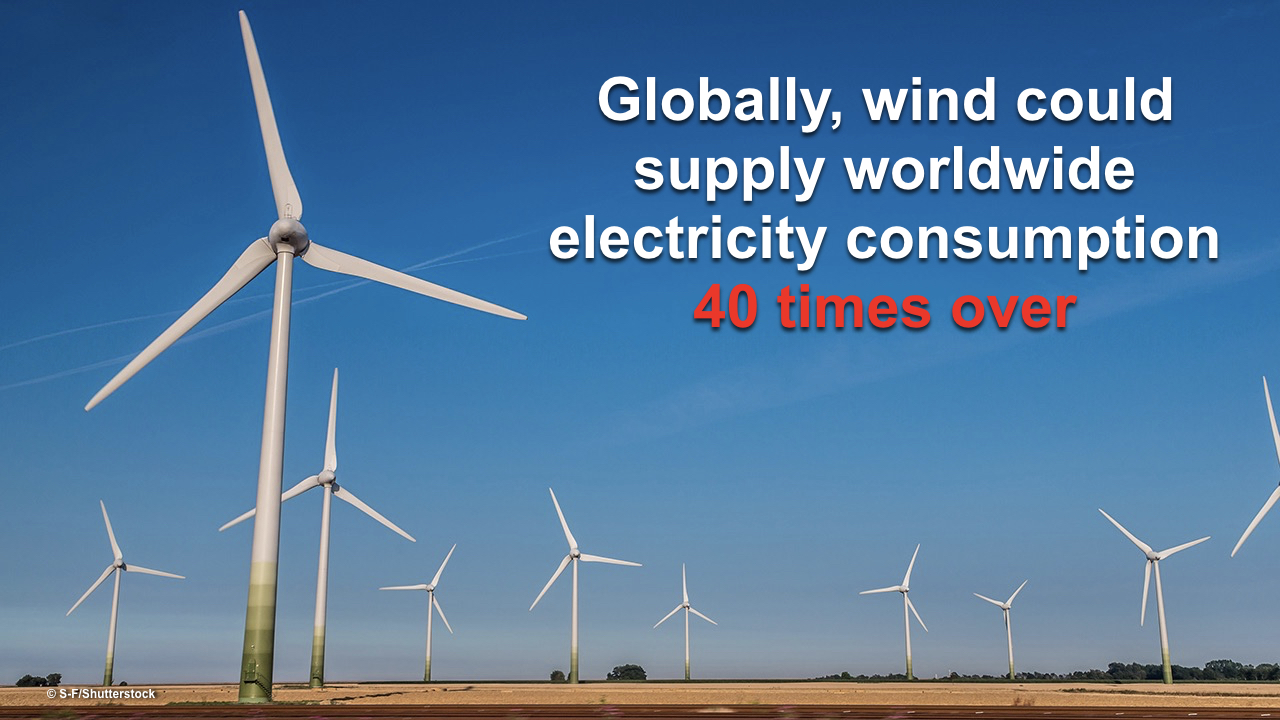 Globally, wind could
supply worldwide
electricity consumption
40 times over
© S-F/Shutterstock